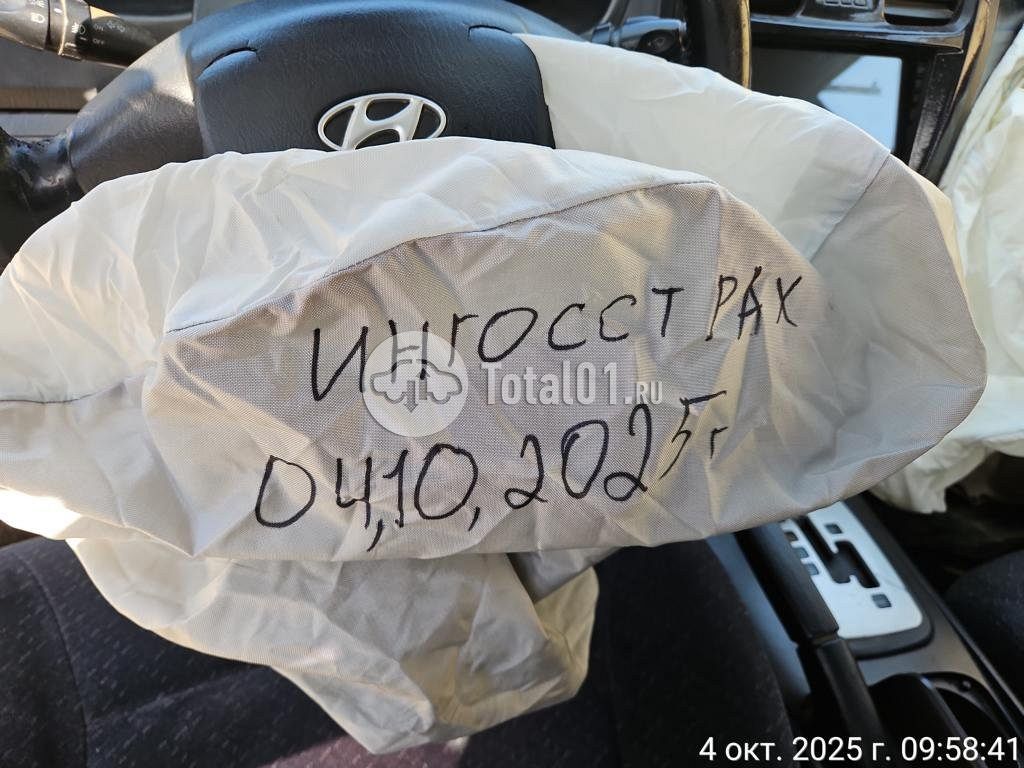 ИНГОССТРАХ
Total01.ru
04,10,2025г
4 окт. 2025 г. 09:58:41